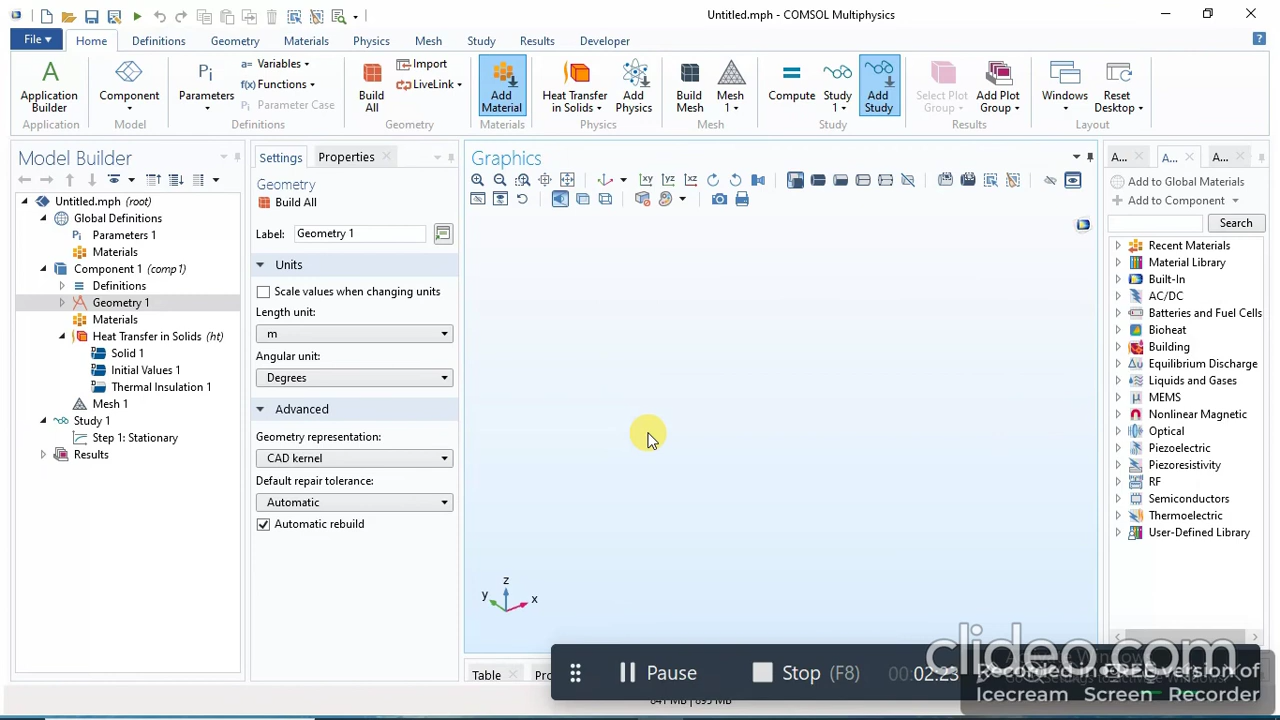 Untitled.mph - COMSOL Multiphysics
File
Home
Definitions
Geometry
Materials
Physics
Mesh
Study
Results
Developer
?
Application Builder
Component
Parameters
Variables
Functions
Parameter Case
Build All
Import
LiveLink
Add Material
Heat Transfer in Solids
Add Physics
Build Mesh
Mesh 1
Compute
Study 1
Add Study
Select Plot Group
Add Plot Group
Windows
Reset Desktop
Application
Model
Definitions
Geometry
Materials
Physics
Mesh
Study
Results
Layout
Model Builder
Untitled.mph (root)
Global Definitions
Parameters 1
Materials
Component 1 (comp1)
Definitions
Geometry 1
Materials
Heat Transfer in Solids (ht)
Solid 1
Initial Values 1
Thermal Insulation 1
Mesh 1
Study 1
Step 1: Stationary
Results
Settings
Properties
Geometry
Build All
Label:
Geometry 1
Units
Scale values when changing units
Length unit:
m
Angular unit:
Degrees
Advanced
Geometry representation:
CAD kernel
Default repair tolerance:
Automatic
Automatic rebuild
Graphics
xy
yz
xz
z
y
x
Table
A...
A...
A...
Add to Global Materials
Add to Component
Search
Recent Materials
Material Library
Built-In
AC/DC
Batteries and Fuel Cells
Bioheat
Building
Equilibrium Discharge
Liquids and Gases
MEMS
Nonlinear Magnetic
Optical
Piezoelectric
Piezoresistivity
RF
Semiconductors
Thermoelectric
User-Defined Library
clideo.com
Pause
Stop (F8)
00:02:23
Recorded in FREE version of
Icecream Screen Recorder